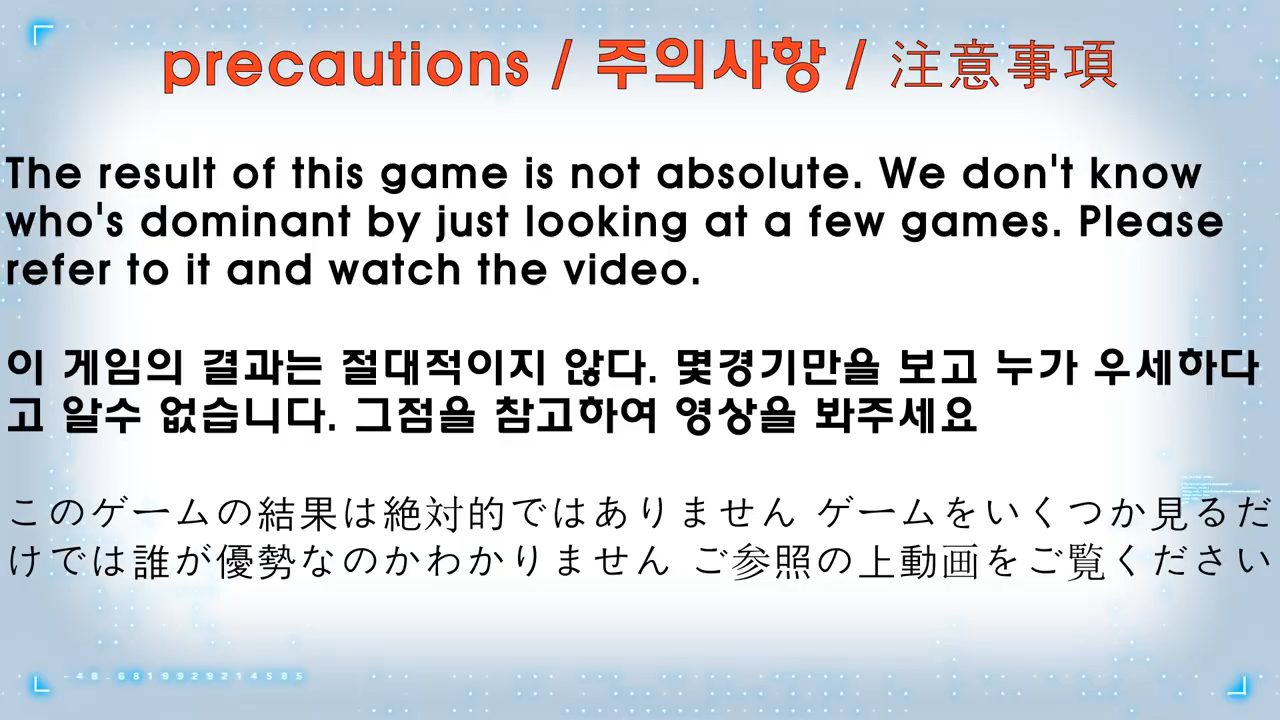 precautions / 주의사항 / 注意事項
The result of this game is not absolute. We don't know
who's dominant by just looking at a few games. Please
refer to it and watch the video.
이 게임의 결과는 절대적이지 않다. 몇경기만을 보고 누가 우세하다
고 알수 없습니다. 그점을 참고하여 영상을 봐주세요
このゲームの結果は絶対的ではありません ゲームをいくつか見るだ
けでは誰が優勢なのかわかりません ご参照の上動画をご覧ください
-48.6819929214585